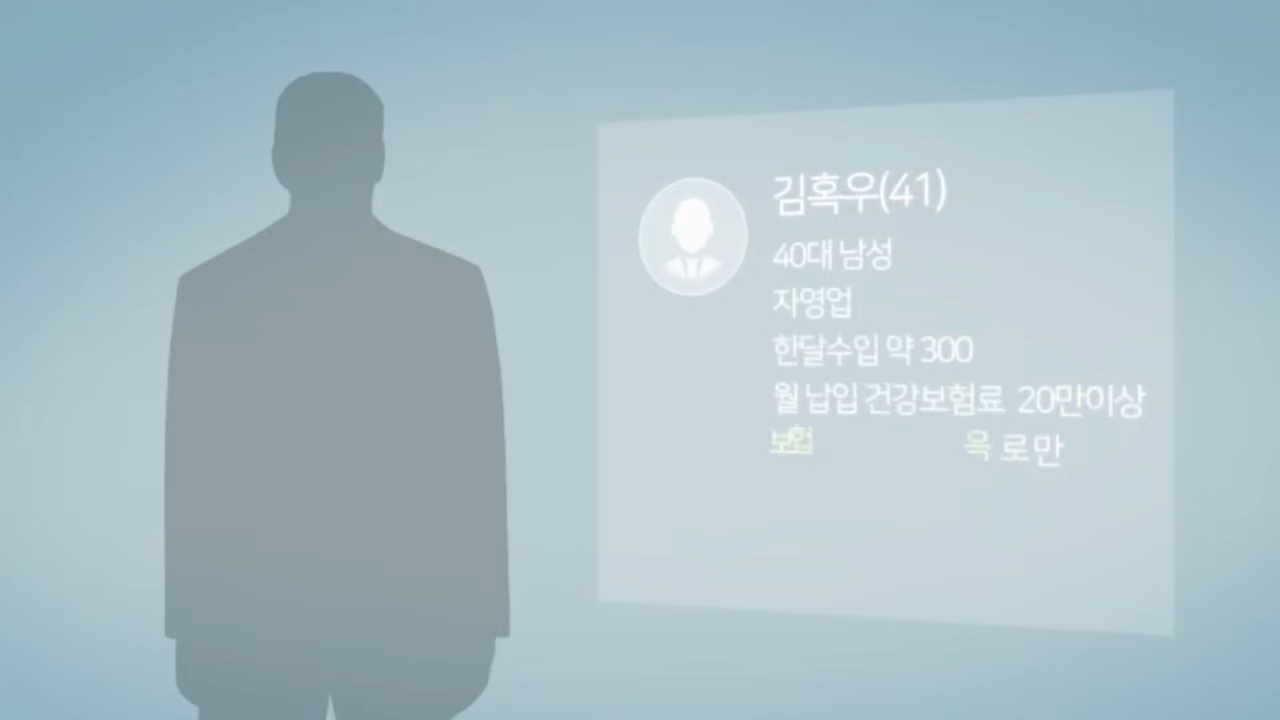 김혹우(41)
40대 남성
자영업
한달수입 약 300
월 납입 건강보험료 20만이상
보험 윽 로만